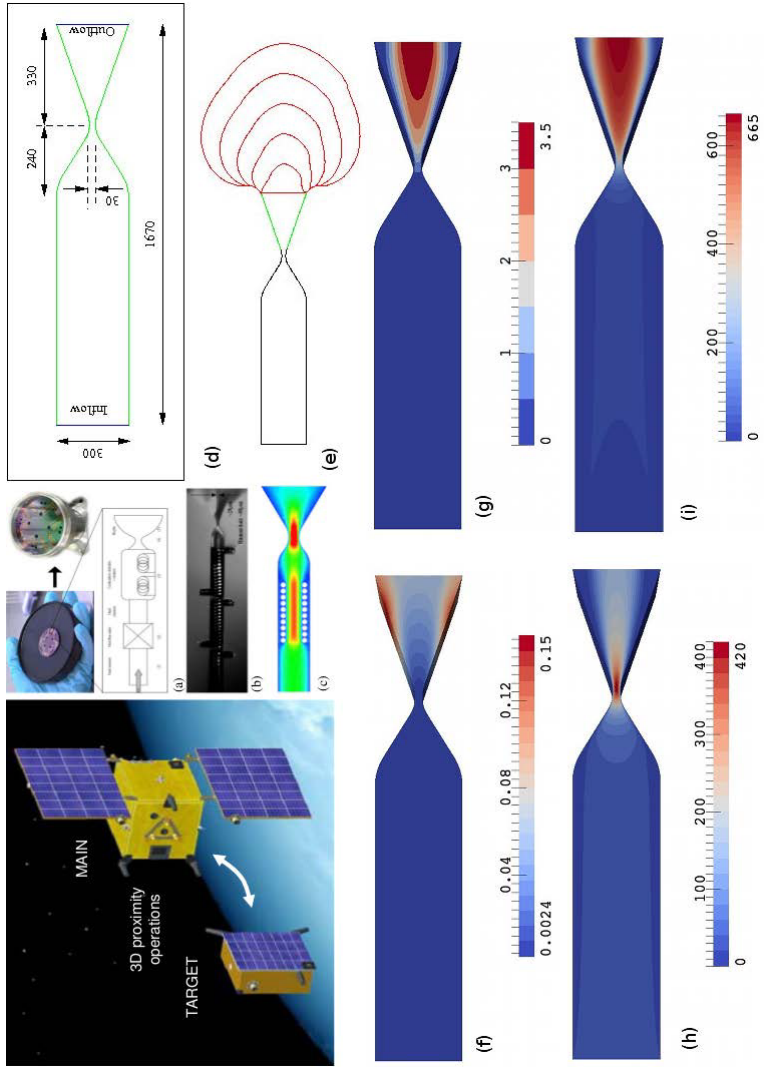 MAIN
3D proximity
operations
TARGET
(a)
(b)
(c)
Outflow
Inflow
330
240
30
1670
300
(d)
(e)
(f)
0.0024
0.04
0.08
0.12
0.15
(g)
0
1
2
3
3.5
(h)
0
100
200
300
400
420
(i)
0
200
400
600
665